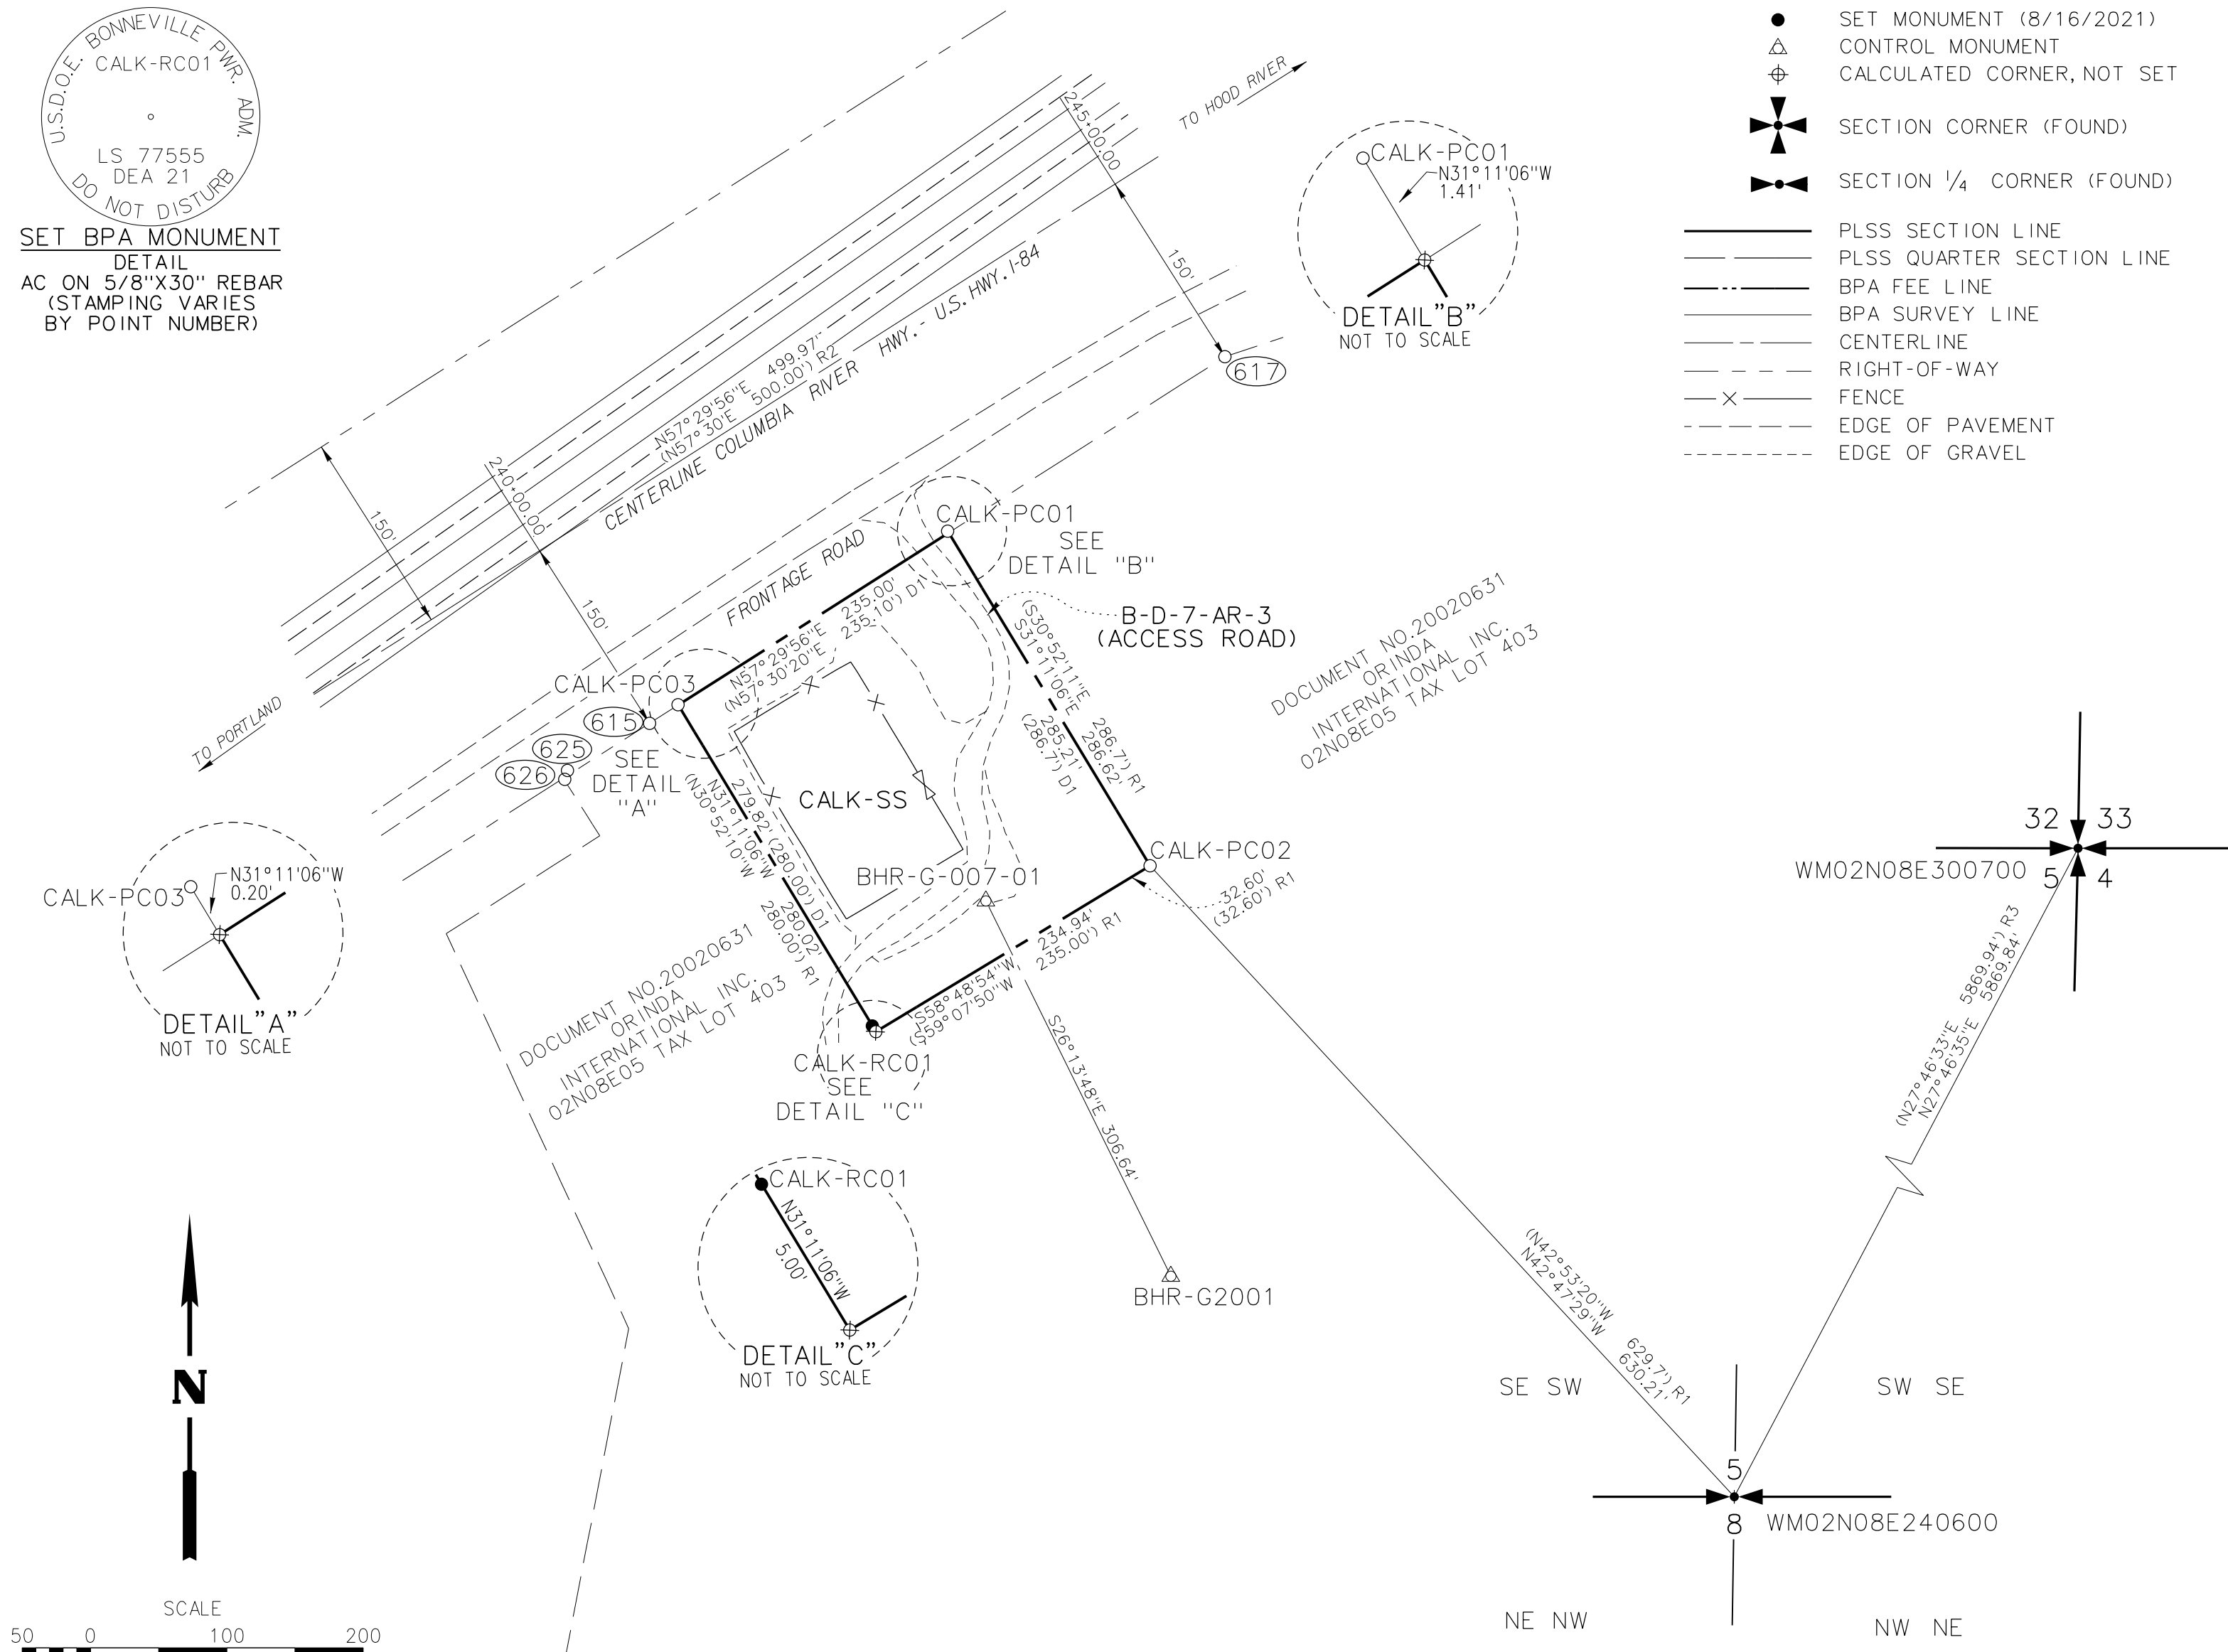 U.S.D.O.E. BONNEVILLE PWR. ADM.
CALK-RC01
LS 77555
DEA 21
DO NOT DISTURB
SET BPA MONUMENT
DETAIL
AC ON 5/8"X30" REBAR
(STAMPING VARIES
BY POINT NUMBER)
SET MONUMENT (8/16/2021)
CONTROL MONUMENT
CALCULATED CORNER, NOT SET
SECTION CORNER (FOUND)
SECTION 1/4 CORNER (FOUND)
PLSS SECTION LINE
PLSS QUARTER SECTION LINE
BPA FEE LINE
BPA SURVEY LINE
CENTERLINE
RIGHT-OF-WAY
FENCE
EDGE OF PAVEMENT
EDGE OF GRAVEL
TO HOOD RIVER
245+00.00
150'
617
CALK-PC01
N31°11'06"W
1.41'
DETAIL"B"
NOT TO SCALE
N57°29'56"E 499.97'
(N57°30'E 500.00') R2
CENTERLINE COLUMBIA RIVER HWY. - U.S. HWY. I-84
240+00.00
150'
150'
TO PORTLAND
FRONTAGE ROAD
CALK-PC01
SEE
DETAIL "B"
N57°29'56"E 235.00'
(N57°30'20"E 235.10') D1
B-D-7-AR-3
(ACCESS ROAD)
(S30°52'11"E 286.7') R1
S31°11'06"E 286.62'
285.21'
(286.7') D1
DOCUMENT NO.20020631
ORINDA
INTERNATIONAL INC.
02N08E05 TAX LOT 403
CALK-PC03
615
625
626
SEE
DETAIL
"A"
CALK-SS
279.82' (280.00') D1
N31°11'06"W 280.02'
(N30°52'10"W 280.00') R1
CALK-PC02
BHR-G-007-01
32.60'
(32.60') R1
S58°48'54"W 234.94'
(S59°07'50"W 235.00') R1
CALK-PC03
N31°11'06"W
0.20'
DETAIL"A"
NOT TO SCALE
DOCUMENT NO.20020631
ORINDA
INTERNATIONAL INC.
02N08E05 TAX LOT 403
CALK-RC01
SEE
DETAIL "C"
S26°13'48"E 306.64'
BHR-G2001
CALK-RC01
N31°11'06"W
5.00'
DETAIL"C"
NOT TO SCALE
32 33
WM02N08E300700
5 4
(N27°46'33"E 5869.94') R3
N27°46'35"E 5869.84'
(N42°53'20"W 629.7') R1
N42°47'29"W 630.21'
SE SW
SW SE
5
8
WM02N08E240600
NE NW
NW NE
N
SCALE
50 0 100 200